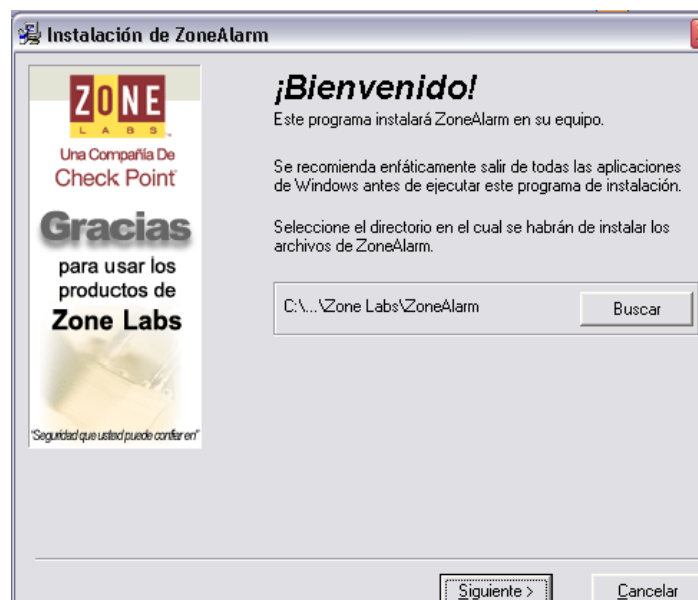 Instalación de ZoneAlarm
ZONE
LABS
Una Compañía De
Check Point
Gracias
para usar los
productos de
Zone Labs
"Seguridad que usted puede confiar en"
¡Bienvenido!
Este programa instalará ZoneAlarm en su equipo.
Se recomienda enfáticamente salir de todas las aplicaciones
de Windows antes de ejecutar este programa de instalación.
Seleccione el directorio en el cual se habrán de instalar los
archivos de ZoneAlarm.
C:\...\Zone Labs\ZoneAlarm
Buscar
Siguiente >
Cancelar